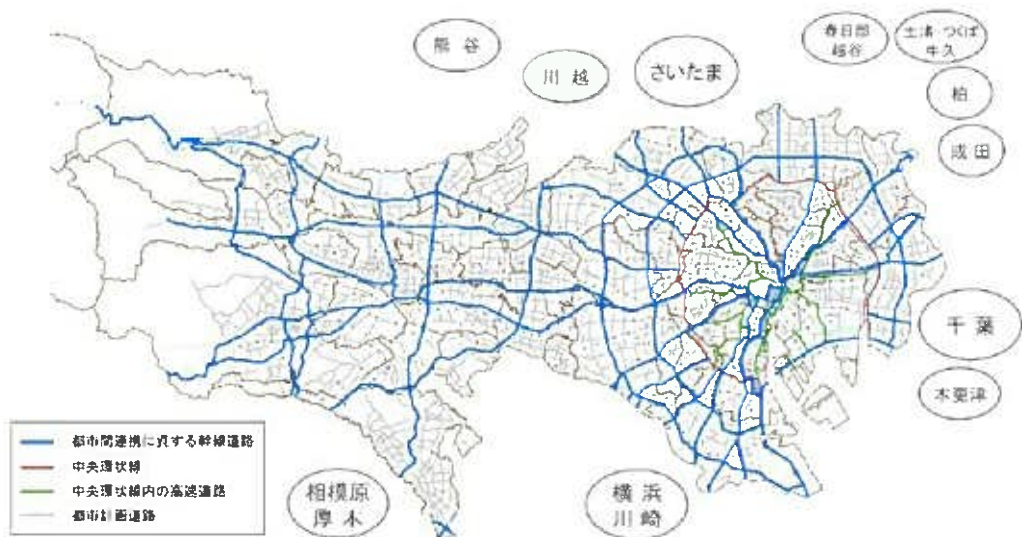 熊谷
川越
さいたま
春日部
越谷
土浦・つくば
牛久
柏
成田
千葉
木更津
都市間連携に資する幹線道路
中央環状線
中央環状線内の高速道路
都市計画道路
相模原
厚木
横浜
川崎